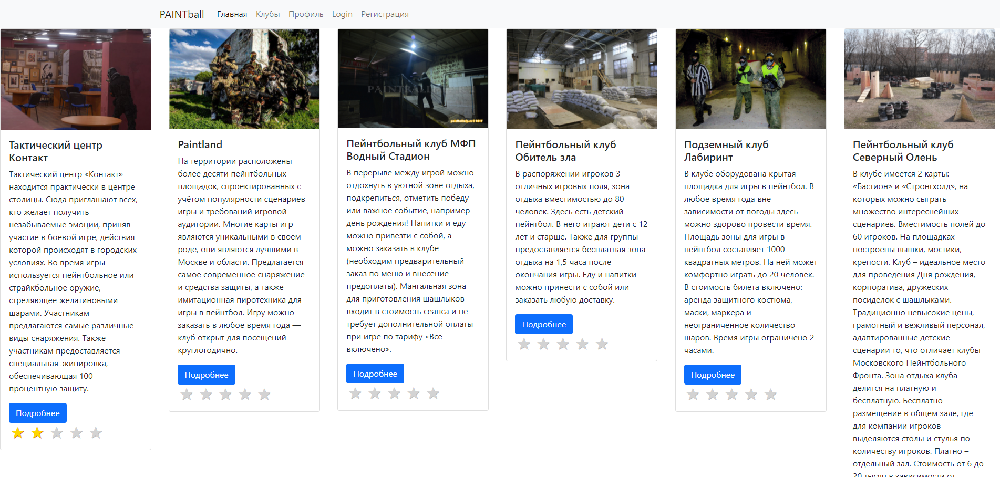 PAINTball Главная Клубы Профиль Login Регистрация
Тактический центр
Контакт
Тактический центр «Контакт»
находится практически в центре
столицы. Сюда приглашают всех,
кто желает получить
незабываемые эмоции, приняв
участие в боевой игре, действия
которой происходят в городских
условиях. Во время игры
используется пейнтбольное или
страйкбольное оружие,
стреляющее желатиновыми
шарами. Участникам
предлагаются самые различные
виды снаряжения. Также
участникам предоставляется
специальная экипировка,
обеспечивающая 100
процентную защиту.
Подробнее
Paintland
На территории расположены
более десяти пейнтбольных
площадок, спроектированных с
учётом популярности сценариев
игры и требований игровой
аудитории. Многие карты игр
являются уникальными в своем
роде, они являются лучшими в
Москве и области. Предлагается
самое современное снаряжение
и средства защиты, а также
имитационная пиротехника для
игры в пейнтбол. Игру можно
заказать в любое время года —
клуб открыт для посещений
круглогодично.
Подробнее
Пейнтбольный клуб МФП
Водный Стадион
В перерыве между игрой можно
отдохнуть в уютной зоне отдыха,
подкрепиться, отметить победу
или важное событие, например
день рождения! Напитки и еду
можно привезти с собой, а
можно заказать в клубе
(необходим предварительный
заказ по меню и внесение
предоплаты). Мангальная зона
для приготовления шашлыков
входит в стоимость сеанса и не
требует дополнительной оплаты
при игре по тарифу «Все
включено».
Подробнее
Пейнтбольный клуб
Обитель зла
В распоряжении игроков 3
отличных игровых поля, зона
отдыха вместимостью до 80
человек. Здесь есть детский
пейнтбол. В него играют дети с 12
лет и старше. Также для группы
предоставляется бесплатная зона
отдыха на 1,5 часа после
окончания игры. Еду и напитки
можно принести с собой или
заказать любую доставку.
Подробнее
Подземный клуб
Лабиринт
В клубе оборудована крытая
площадка для игры в пейнтбол. В
любое время года вне
зависимости от погоды здесь
можно здорово провести время.
Площадь зоны для игры в
пейнтбол составляет 1000
квадратных метров. На ней может
комфортно играть до 20 человек.
В стоимость билета включено:
аренда защитного костюма,
маски, маркера и
неограниченное количество
шаров. Время игры ограничено 2
часами.
Подробнее
Пейнтбольный клуб
Северный Олень
В клубе имеется 2 карты:
«Бастион» и «Стронгхолд», на
которых можно сыграть
множество интереснейших
сценариев. Вместимость полей до
60 игроков. На площадках
построены вышки, мостики,
крепости. Клуб – идеальное место
для проведения Дня рождения,
корпоратива, дружеских
посиделок с шашлыками.
Традиционно невысокие цены,
грамотный и вежливый персонал,
адаптированные детские
сценарии то, что отличает клубы
Московского Пейнтбольного
Фронта. Зона отдыха клуба
делится на платную и
бесплатную. Бесплатно –
размещение в общем зале, где
для компании игроков
выделяются столы и стулья по
количеству игроков. Платно –
отдельный зал. Стоимость от 6 до
20 тысяч в зависимости от